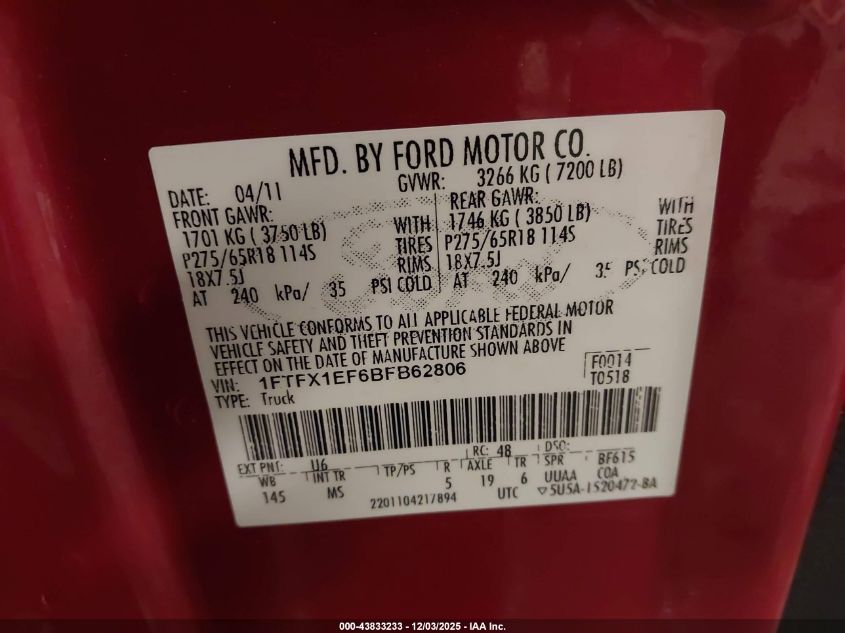 MFD. BY FORD MOTOR CO.
DATE: 04/11 GVWR: 3266 KG ( 7200 LB)
FRONT GAWR: REAR GAWR:
1701 KG ( 3750 LB) WITH 1746 KG ( 3850 LB) WITH
P275/65R18 114S TIRES P275/65R18 114S TIRES
18X7.5J RIMS 18X7.5J RIMS
AT 240 kPa/ 35 PSI COLD AT 240 kPa/ 35 PSI COLD
THIS VEHICLE CONFORMS TO ALL APPLICABLE FEDERAL MOTOR
VEHICLE SAFETY AND THEFT PREVENTION STANDARDS IN
EFFECT ON THE DATE OF MANUFACTURE SHOWN ABOVE
VIN: 1FTFX1EF6BFB62806 F0014
TYPE: Truck T0518
EXT PNT: U6 RC: 48 DSO:
WB INT TR TP/PS R AXLE TR SPR BF615
145 MS 5 19 6 UUAA COA
2201104217894 UTC ▽5U5A-1520472-BA
000-43833233 - 12/03/2025 - IAA Inc.